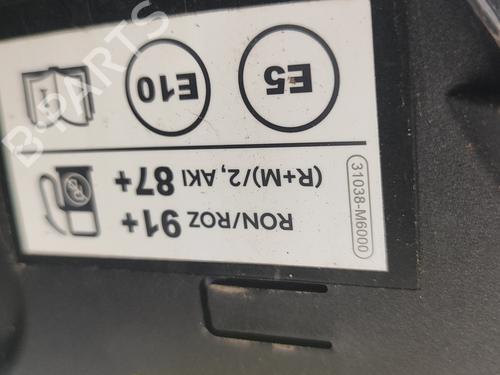 RON/ROZ 91+
(R+M)/2, AKI 87+
31038-M6000
E10
E5
B-PARTS